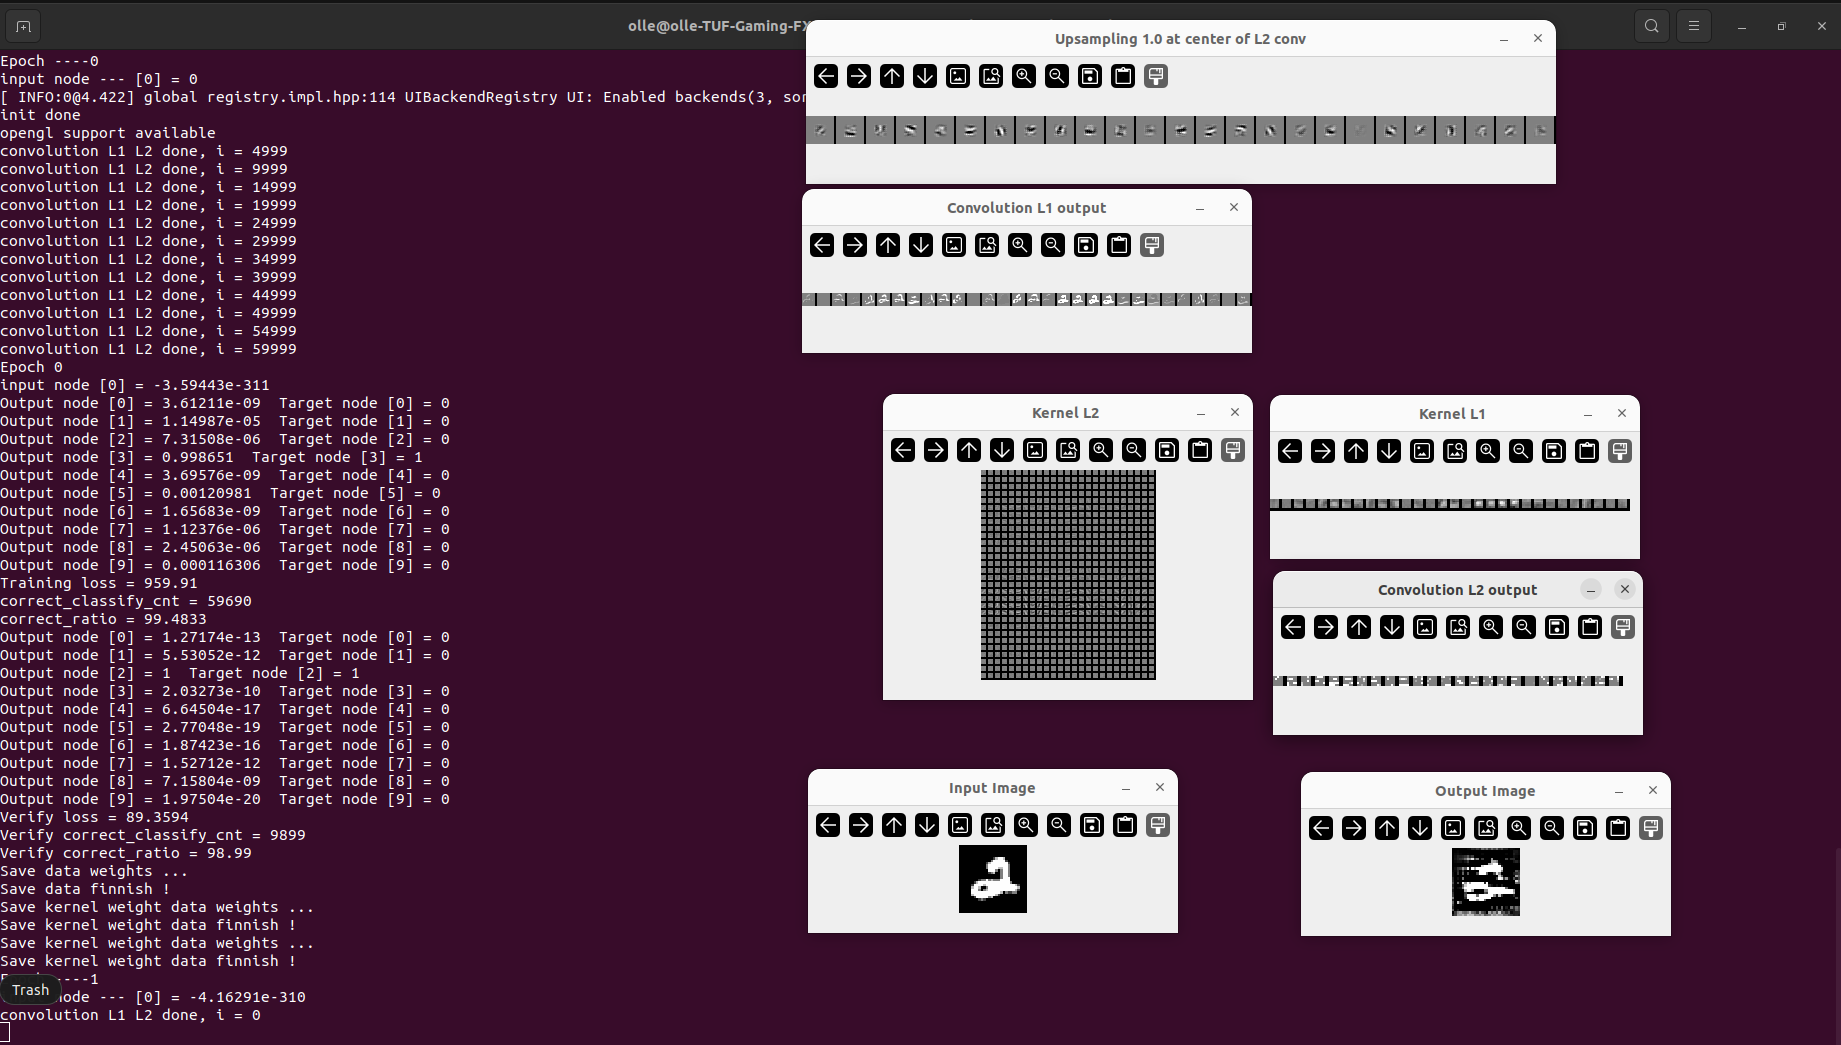 olle@olle-TUF-Gaming-FX
Epoch ----0
input node --- [0] = 0
[ INFO:0@4.422] global registry.impl.hpp:114 UIBackendRegistry UI: Enabled backends(3, sor
init done
opengl support available
convolution L1 L2 done, i = 4999
convolution L1 L2 done, i = 9999
convolution L1 L2 done, i = 14999
convolution L1 L2 done, i = 19999
convolution L1 L2 done, i = 24999
convolution L1 L2 done, i = 29999
convolution L1 L2 done, i = 34999
convolution L1 L2 done, i = 39999
convolution L1 L2 done, i = 44999
convolution L1 L2 done, i = 49999
convolution L1 L2 done, i = 54999
convolution L1 L2 done, i = 59999
Epoch 0
input node [0] = -3.59443e-311
Output node [0] = 3.61211e-09  Target node [0] = 0
Output node [1] = 1.14987e-05  Target node [1] = 0
Output node [2] = 7.31508e-06  Target node [2] = 0
Output node [3] = 0.998651  Target node [3] = 1
Output node [4] = 3.69576e-09  Target node [4] = 0
Output node [5] = 0.00120981  Target node [5] = 0
Output node [6] = 1.65683e-09  Target node [6] = 0
Output node [7] = 1.12376e-06  Target node [7] = 0
Output node [8] = 2.45063e-06  Target node [8] = 0
Output node [9] = 0.000116306  Target node [9] = 0
Training loss = 959.91
correct_classify_cnt = 59690
correct_ratio = 99.4833
Output node [0] = 1.27174e-13  Target node [0] = 0
Output node [1] = 5.53052e-12  Target node [1] = 0
Output node [2] = 1  Target node [2] = 1
Output node [3] = 2.03273e-10  Target node [3] = 0
Output node [4] = 6.64504e-17  Target node [4] = 0
Output node [5] = 2.77048e-19  Target node [5] = 0
Output node [6] = 1.87423e-16  Target node [6] = 0
Output node [7] = 1.52712e-12  Target node [7] = 0
Output node [8] = 7.15804e-09  Target node [8] = 0
Output node [9] = 1.97504e-20  Target node [9] = 0
Verify loss = 89.3594
Verify correct_classify_cnt = 9899
Verify correct_ratio = 98.99
Save data weights ...
Save data finnish !
Save kernel weight data weights ...
Save kernel weight data finnish !
Save kernel weight data weights ...
Save kernel weight data finnish !
----1
Trash
ode --- [0] = -4.16291e-310
convolution L1 L2 done, i = 0
Upsampling 1.0 at center of L2 conv
Convolution L1 output
Kernel L2
Kernel L1
Convolution L2 output
Input Image
Output Image